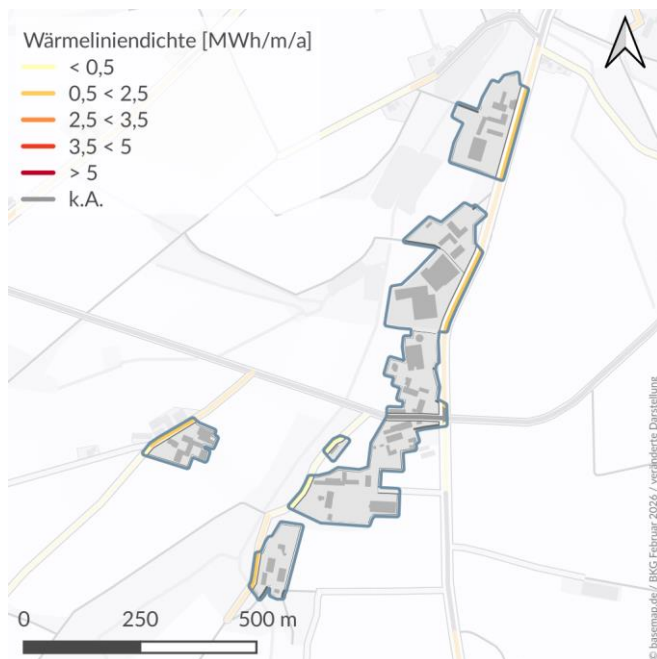 Wärmeliniendichte [MWh/m/a]
< 0,5
0,5 < 2,5
2,5 < 3,5
3,5 < 5
> 5
k.A.
© basemap.de / BKG Februar 2026 / veränderte Darstellung
0 250 500 m